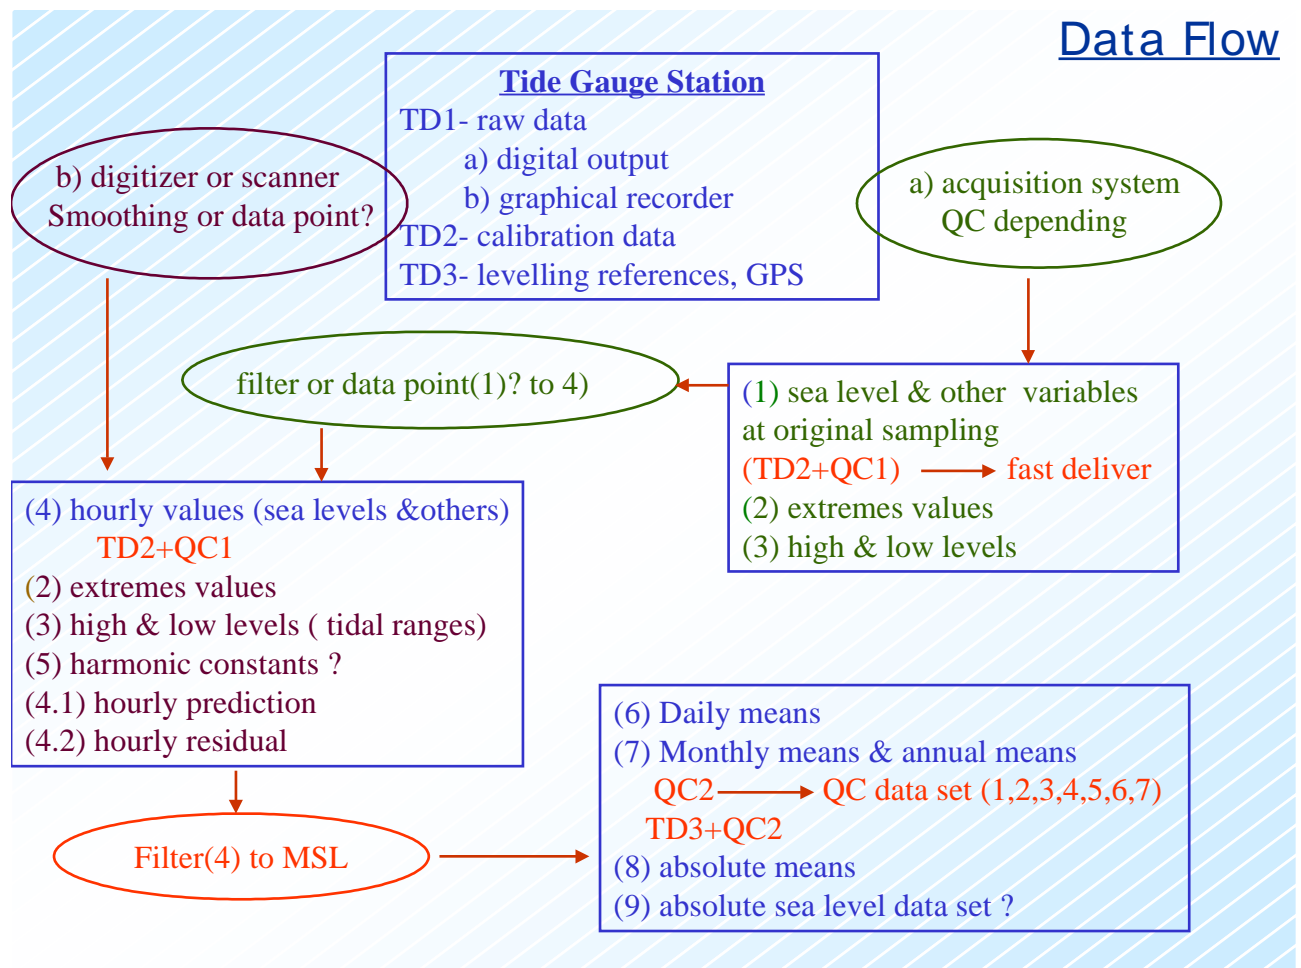 Data Flow
Tide Gauge Station
TD1- raw data
a) digital output
b) graphical recorder
TD2- calibration data
TD3- levelling references, GPS
b) digitizer or scanner
Smoothing or data point?
a) acquisition system
QC depending
filter or data point(1)? to 4)
(1) sea level & other variables
at original sampling
(TD2+QC1) fast deliver
(2) extremes values
(3) high & low levels
(4) hourly values (sea levels &others)
TD2+QC1
(2) extremes values
(3) high & low levels ( tidal ranges)
(5) harmonic constants ?
(4.1) hourly prediction
(4.2) hourly residual
Filter(4) to MSL
(6) Daily means
(7) Monthly means & annual means
QC2 QC data set (1,2,3,4,5,6,7)
TD3+QC2
(8) absolute means
(9) absolute sea level data set ?